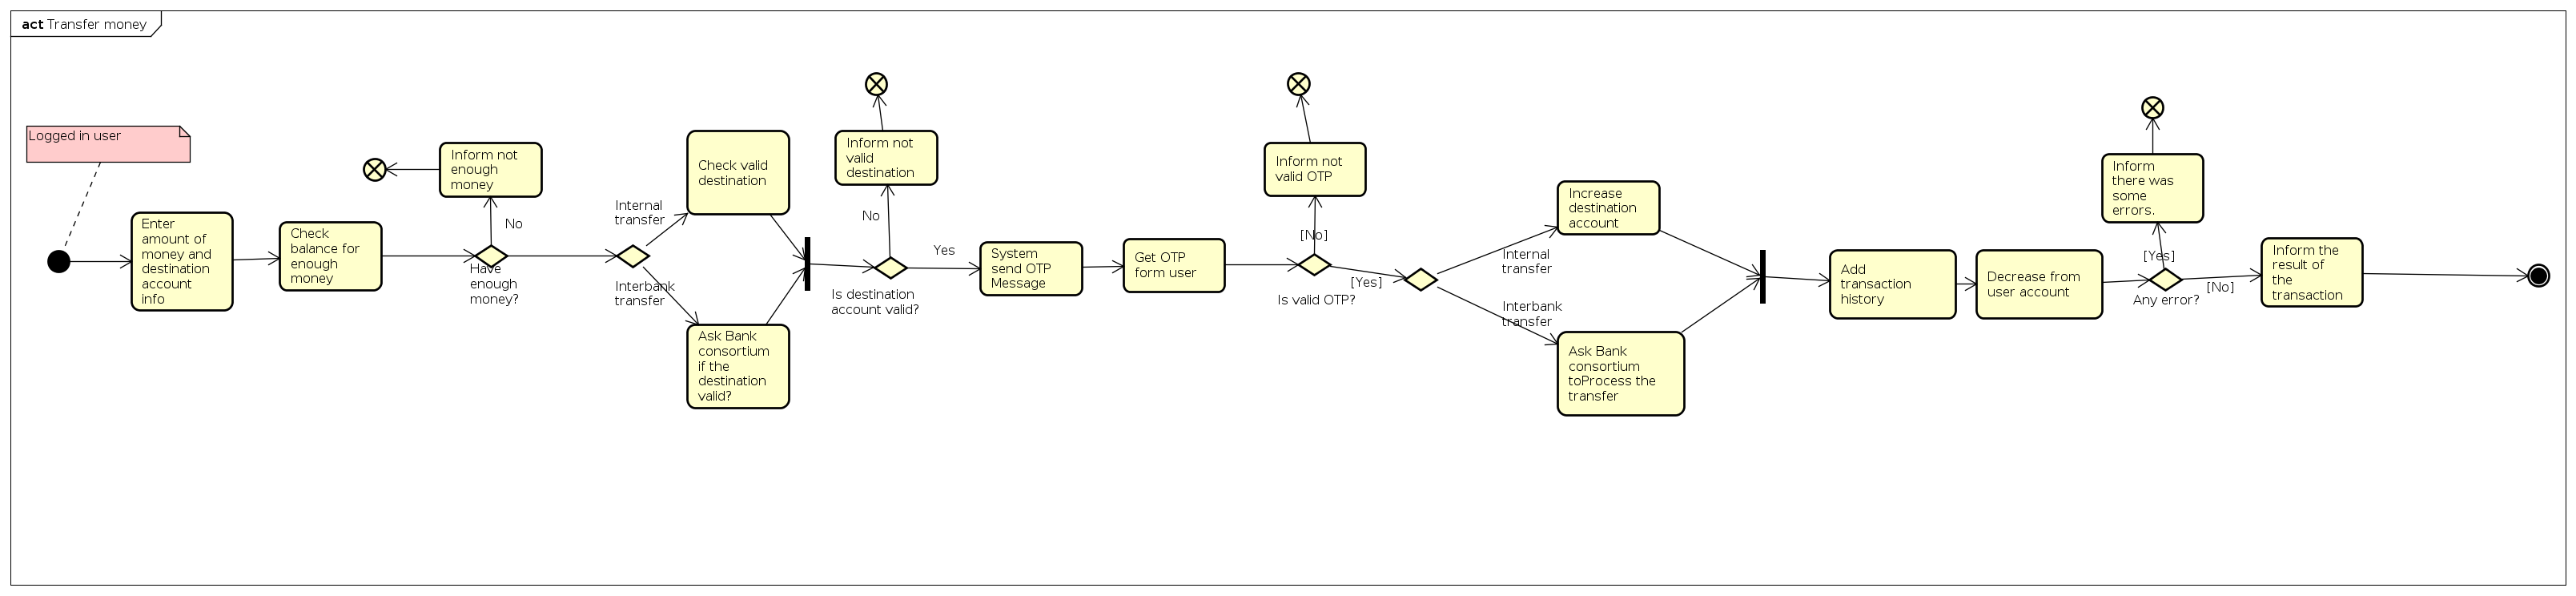 act Transfer money
Logged in user
Enter
amount of
money and
destination
account
info
Check
balance for
enough
money
Inform not
enough
money
No
Have
enough
money?
Internal
transfer
Interbank
transfer
Check valid
destination
Ask Bank
consortium
if the
destination
valid?
Inform not
valid
destination
No
Is destination
account valid?
Yes
System
send OTP
Message
Get OTP
form user
Inform not
valid OTP
[No]
Is valid OTP?
[Yes]
Internal
transfer
Interbank
transfer
Increase
destination
account
Ask Bank
consortium
toProcess the
transfer
Add
transaction
history
Decrease from
user account
Inform
there was
some
errors.
[Yes]
Any error?
[No]
Inform the
result of
the
transaction